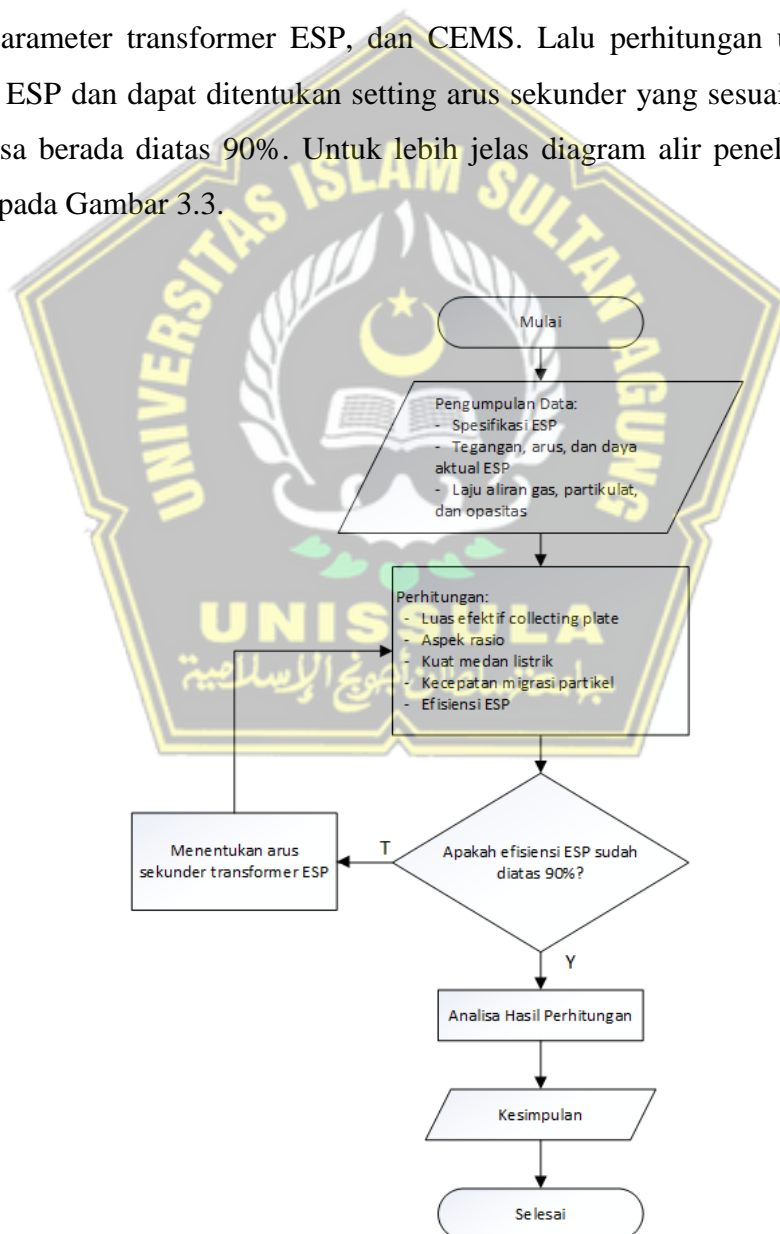 arameter transformer ESP, dan CEMS. Lalu perhitungan
ESP dan dapat ditentukan setting arus sekunder yang sesuai
sa berada diatas 90%. Untuk lebih jelas diagram alir penel
pada Gambar 3.3.
UNIVERSITAS ISLAM SULTAN AGUNG
Mulai
Pengumpulan Data:
- Spesifikasi ESP
- Tegangan, arus, dan daya
aktual ESP
- Laju aliran gas, partikulat,
dan opasitas
UNISSULA
Perhitungan:
- Luas efektif collecting plate
- Aspek rasio
- Kuat medan listrik
- Kecepatan migrasi partikel
- Efisiensi ESP
Apakah efisiensi ESP sudah
diatas 90%?
T
Menentukan arus
sekunder transformer ESP
Y
Analisa Hasil Perhitungan
Kesimpulan
Selesai